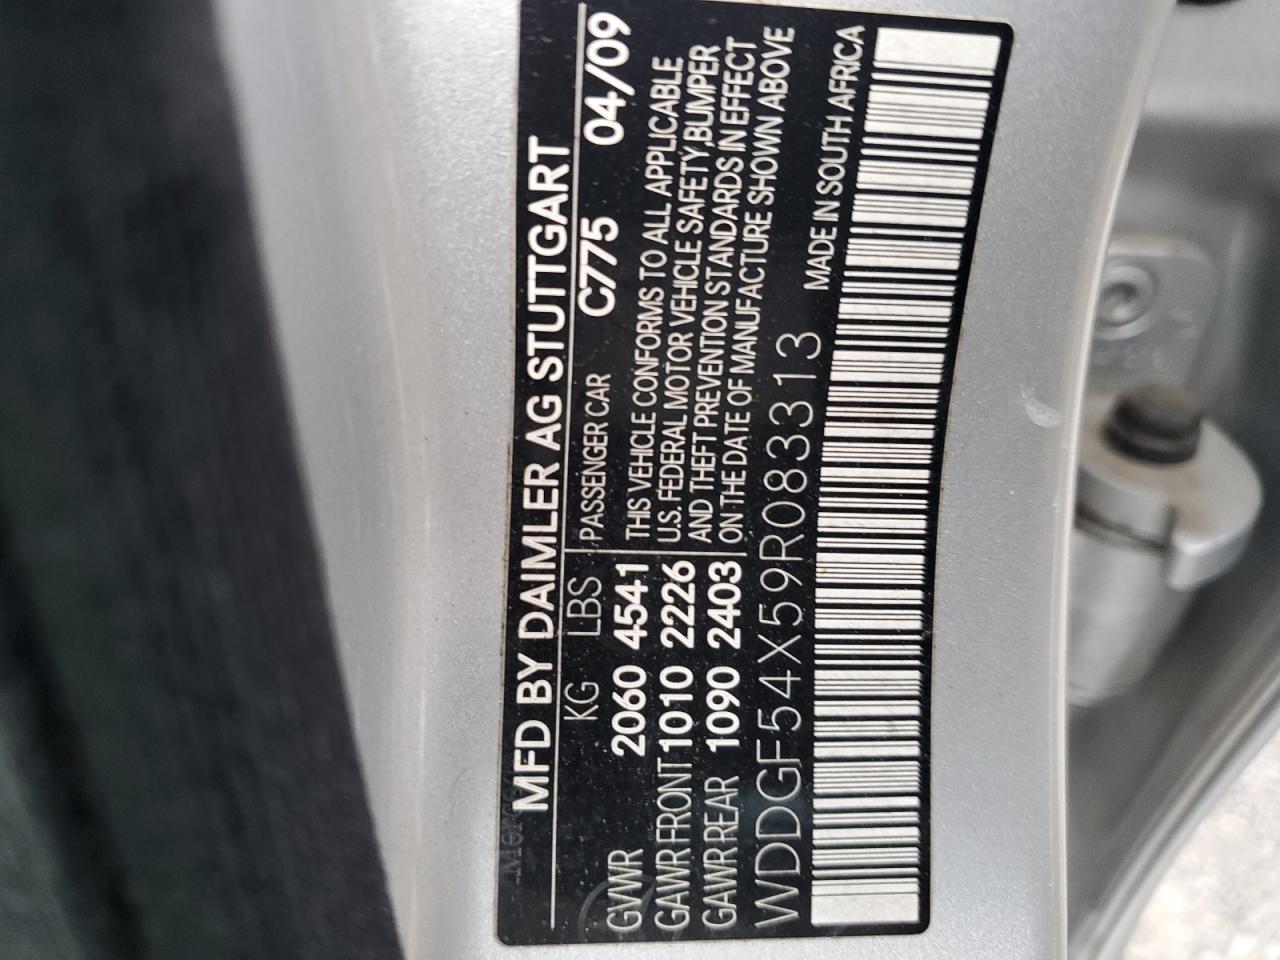 MFD BY DAIMLER AG STUTTGART
KG LBS PASSENGER CAR C775 04/09
GVWR 2060 4541 THIS VEHICLE CONFORMS TO ALL APPLICABLE
GAWR FRONT 1010 2226 U.S. FEDERAL MOTOR VEHICLE SAFETY, BUMPER
GAWR REAR 1090 2403 AND THEFT PREVENTION STANDARDS IN EFFECT
ON THE DATE OF MANUFACTURE SHOWN ABOVE
WDDGF54X59R083313
MADE IN SOUTH AFRICA